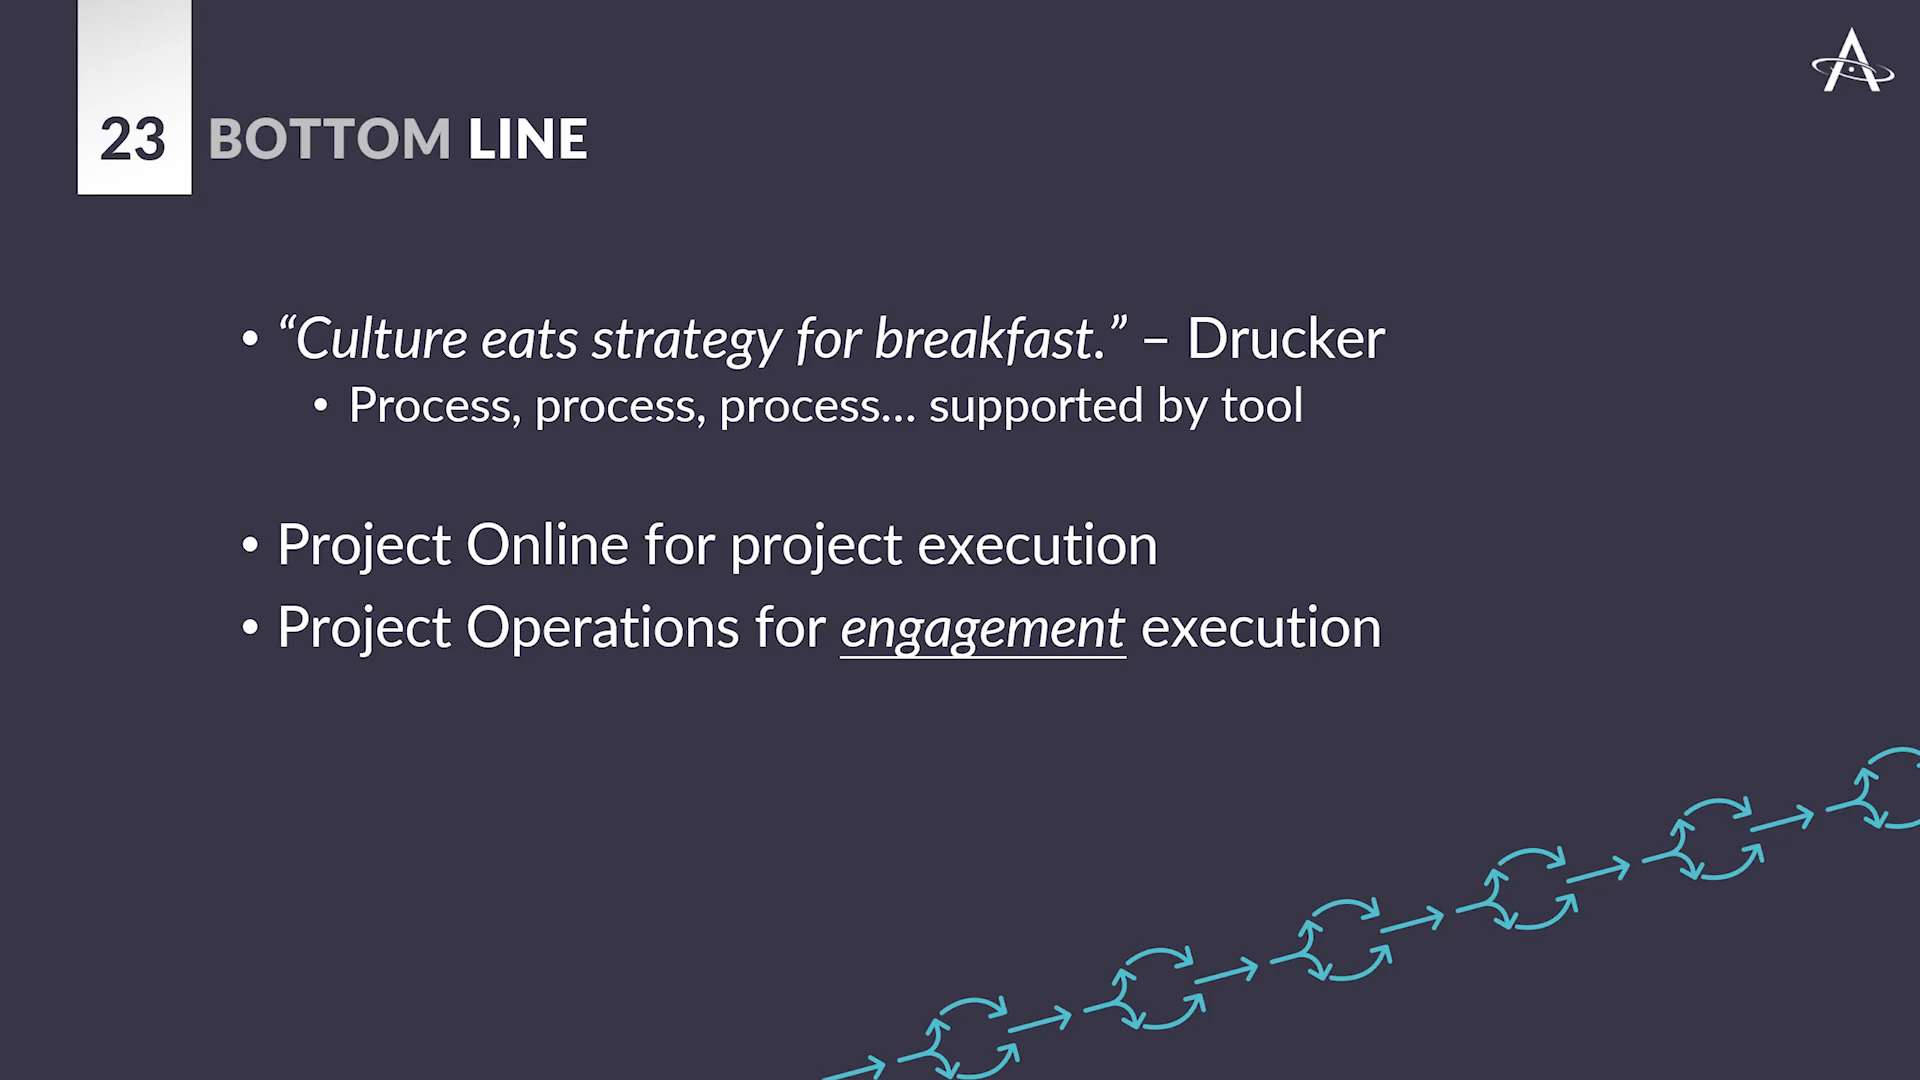 23 BOTTOM LINE
• “Culture eats strategy for breakfast.” – Drucker
• Process, process, process... supported by tool
• Project Online for project execution
• Project Operations for engagement execution